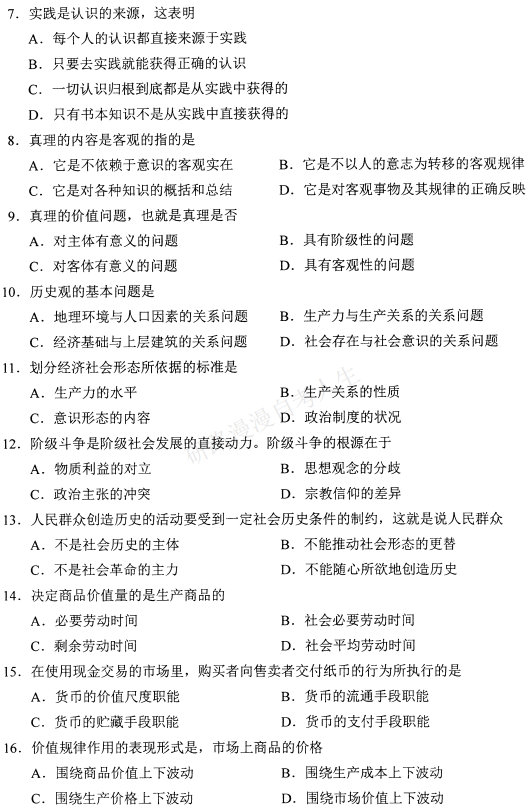 7．实践是认识的来源，这表明
A．每个人的认识都直接来源于实践
B．只要去实践就能获得正确的认识
C．一切认识归根到底都是从实践中获得的
D．只有书本知识不是从实践中直接获得的
8．真理的内容是客观的指的是
A．它是不依赖于意识的客观实在 B．它是不以人的意志为转移的客观规律
C．它是对各种知识的概括和总结 D．它是对客观事物及其规律的正确反映
9．真理的价值问题，也就是真理是否
A．对主体有意义的问题 B．具有阶级性的问题
C．对客体有意义的问题 D．具有客观性的问题
10．历史观的基本问题是
A．地理环境与人口因素的关系问题 B．生产力与生产关系的关系问题
C．经济基础与上层建筑的关系问题 D．社会存在与社会意识的关系问题
11．划分经济社会形态所依据的标准是
A．生产力的水平 B．生产关系的性质
C．意识形态的内容 D．政治制度的状况
12．阶级斗争是阶级社会发展的直接动力。阶级斗争的根源在于
A．物质利益的对立 B．思想观念的分歧
C．政治主张的冲突 D．宗教信仰的差异
13．人民群众创造历史的活动要受到一定社会历史条件的制约，这就是说人民群众
A．不是社会历史的主体 B．不能推动社会形态的更替
C．不是社会革命的主力 D．不能随心所欲地创造历史
14．决定商品价值量的是生产商品的
A．必要劳动时间 B．社会必要劳动时间
C．剩余劳动时间 D．社会平均劳动时间
15．在使用现金交易的市场里，购买者向售卖者交付纸币的行为所执行的是
A．货币的价值尺度职能 B．货币的流通手段职能
C．货币的贮藏手段职能 D．货币的支付手段职能
16．价值规律作用的表现形式是，市场上商品的价格
A．围绕商品价值上下波动 B．围绕生产成本上下波动
C．围绕生产价格上下波动 D．围绕市场价值上下波动